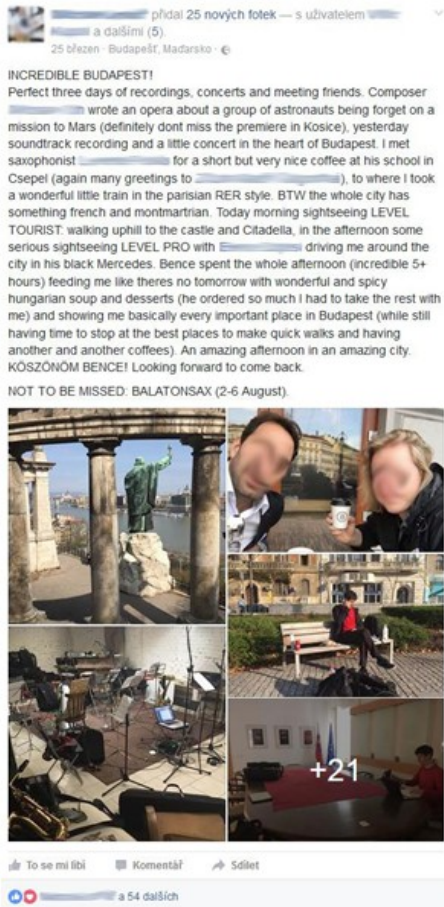 přidal 25 nových fotek — s uživatelem
a dalšími (5).
25 březen · Budapešť, Maďarsko ·
INCREDIBLE BUDAPEST!
Perfect three days of recordings, concerts and meeting friends. Composer
wrote an opera about a group of astronauts being forget on a
mission to Mars (definitely dont miss the premiere in Kosice), yesterday
soundtrack recording and a little concert in the heart of Budapest. I met
saxophonist for a short but very nice coffee at his school in
Csepel (again many greetings to ), to where I took
a wonderful little train in the parisian RER style. BTW the whole city has
something french and montmartrian. Today morning sightseeing LEVEL
TOURIST: walking uphill to the castle and Citadella, in the afternoon some
serious sightseeing LEVEL PRO with driving me around the
city in his black Mercedes. Bence spent the whole afternoon (incredible 5+
hours) feeding me like theres no tomorrow with wonderful and spicy
hungarian soup and desserts (he ordered so much I had to take the rest with
me) and showing me basically every important place in Budapest (while still
having time to stop at the best places to make quick walks and having
another and another coffees). An amazing afternoon in an amazing city.
KÖSZÖNÖM BENCE! Looking forward to come back.
NOT TO BE MISSED: BALATONSAX (2-6 August).
+21
To se mi líbí Komentář Sdílet
a 54 dalších